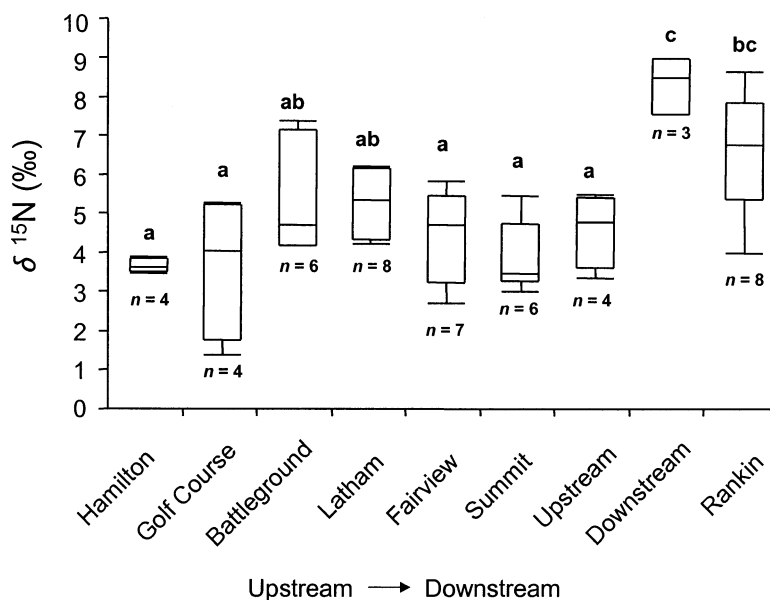 δ 15N (‰)
10
9
8
7
6
5
4
3
2
1
0
a
n = 4
a
n = 4
ab
n = 6
ab
n = 8
a
n = 7
a
n = 6
a
n = 4
c
n = 3
bc
n = 8
Hamilton
Golf Course
Battleground
Latham
Fairview
Summit
Upstream
Downstream
Rankin
Upstream → Downstream